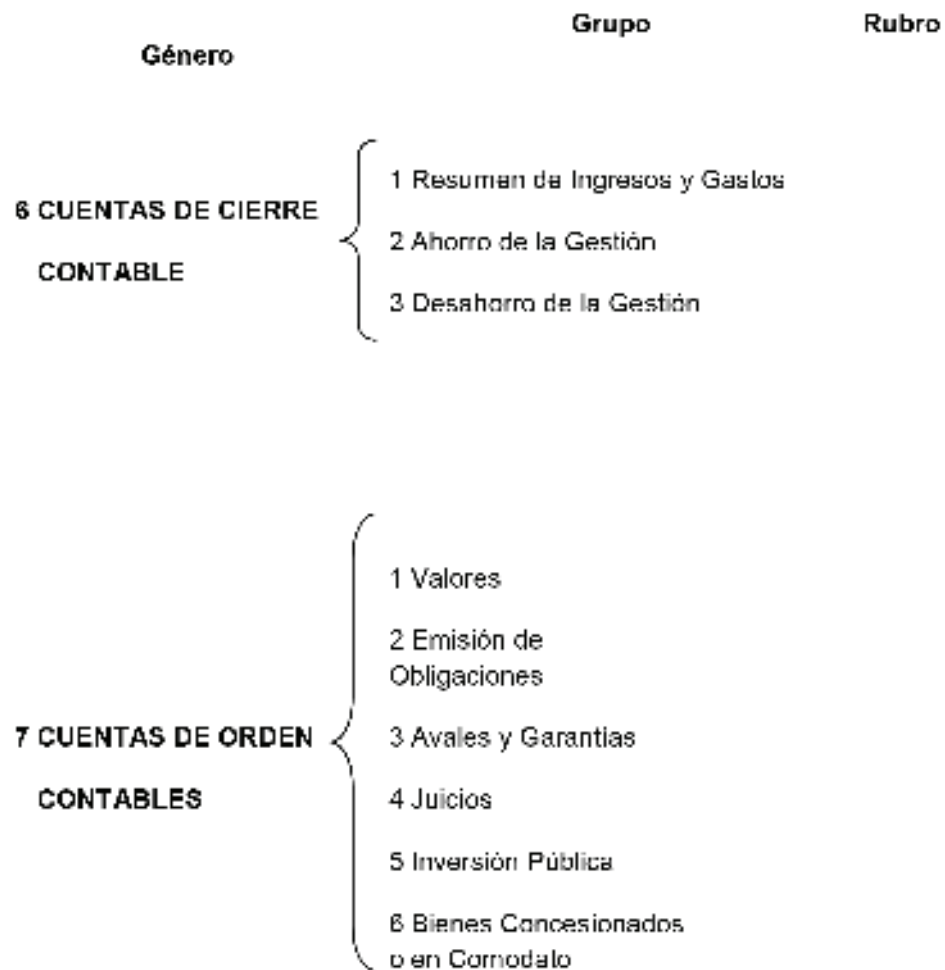 Grupo Rubro
Género
1 Resumen de Ingresos y Gastos
6 CUENTAS DE CIERRE
2 Ahorro de la Gestión
CONTABLE
3 Desahorro de la Gestión
1 Valores
2 Emisión de
Obligaciones
7 CUENTAS DE ORDEN
3 Avales y Garantías
CONTABLES
4 Juicios
5 Inversión Pública
6 Bienes Concesionados
o en Comodato